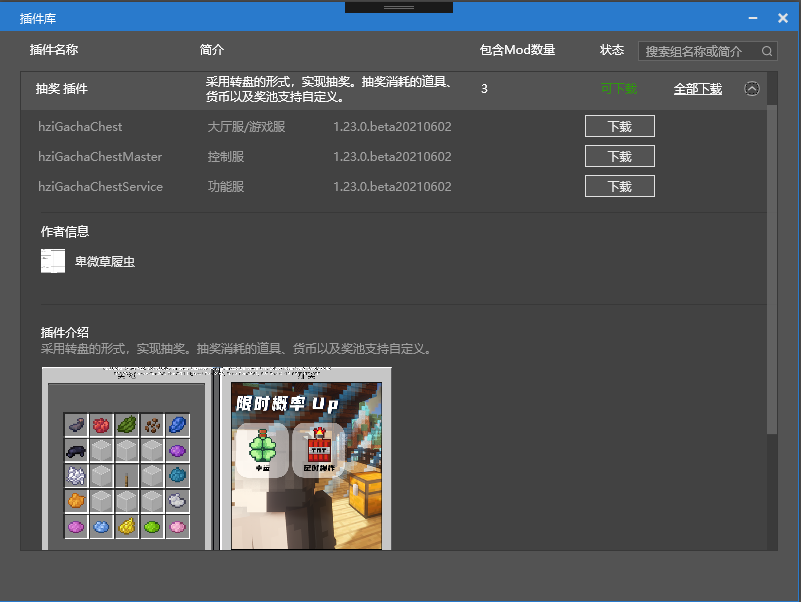 插件库
插件名称 简介 包含Mod数量 状态 搜索组名称或简介
抽奖 插件 采用转盘的形式，实现抽奖。抽奖消耗的道具、 3 可下载 全部下载
货币以及奖池支持自定义。
hziGachaChest 大厅服/游戏服 1.23.0.beta20210602 下载
hziGachaChestMaster 控制服 1.23.0.beta20210602 下载
hziGachaChestService 功能服 1.23.0.beta20210602 下载
作者信息
卑微草履虫
插件介绍
采用转盘的形式，实现抽奖。抽奖消耗的道具、货币以及奖池支持自定义。
限时概率 Up
幸运
TNT